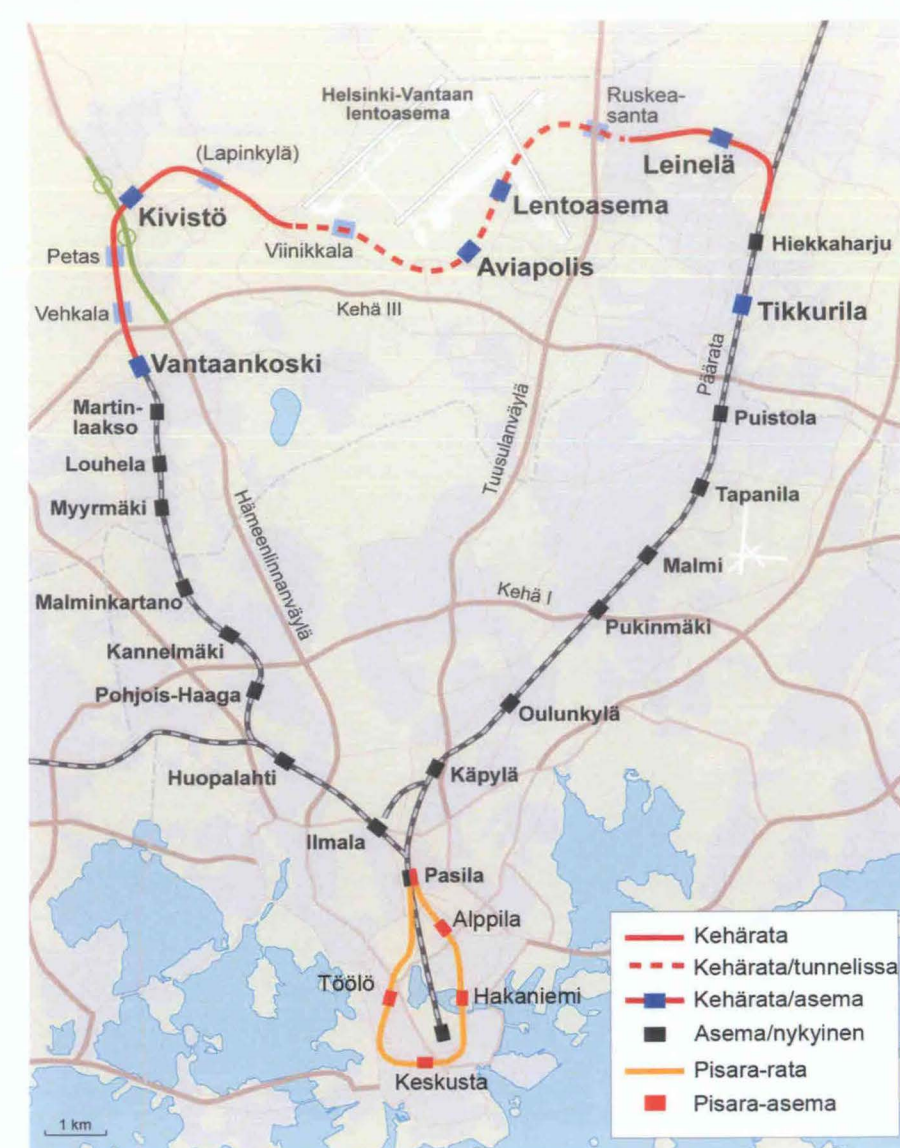 Helsinki-Vantaan
lentoasema
Ruskea-
santa
(Lapinkylä)
Leinelä
Kivistö
Lentoasema
Hiekkaharju
Petas
Viinikkala
Aviapolis
Vehkala
Kehä III
Tikkurila
Päärata
Vantaankoski
Martin-
laakso
Tuusulanväylä
Puistola
Louhela
Tapanila
Myyrmäki
Hämeenlinnanväylä
Malmi
Malminkartano
Kehä I
Pukinmäki
Kannelmäki
Pohjois-Haaga
Oulunkylä
Huopalahti
Käpylä
Ilmala
Pasila
Alppila
Töölö
Hakaniemi
Keskusta
Kehärata
Kehärata/tunnelissa
Kehärata/asema
Asema/nykyinen
Pisara-rata
Pisara-asema
1 km